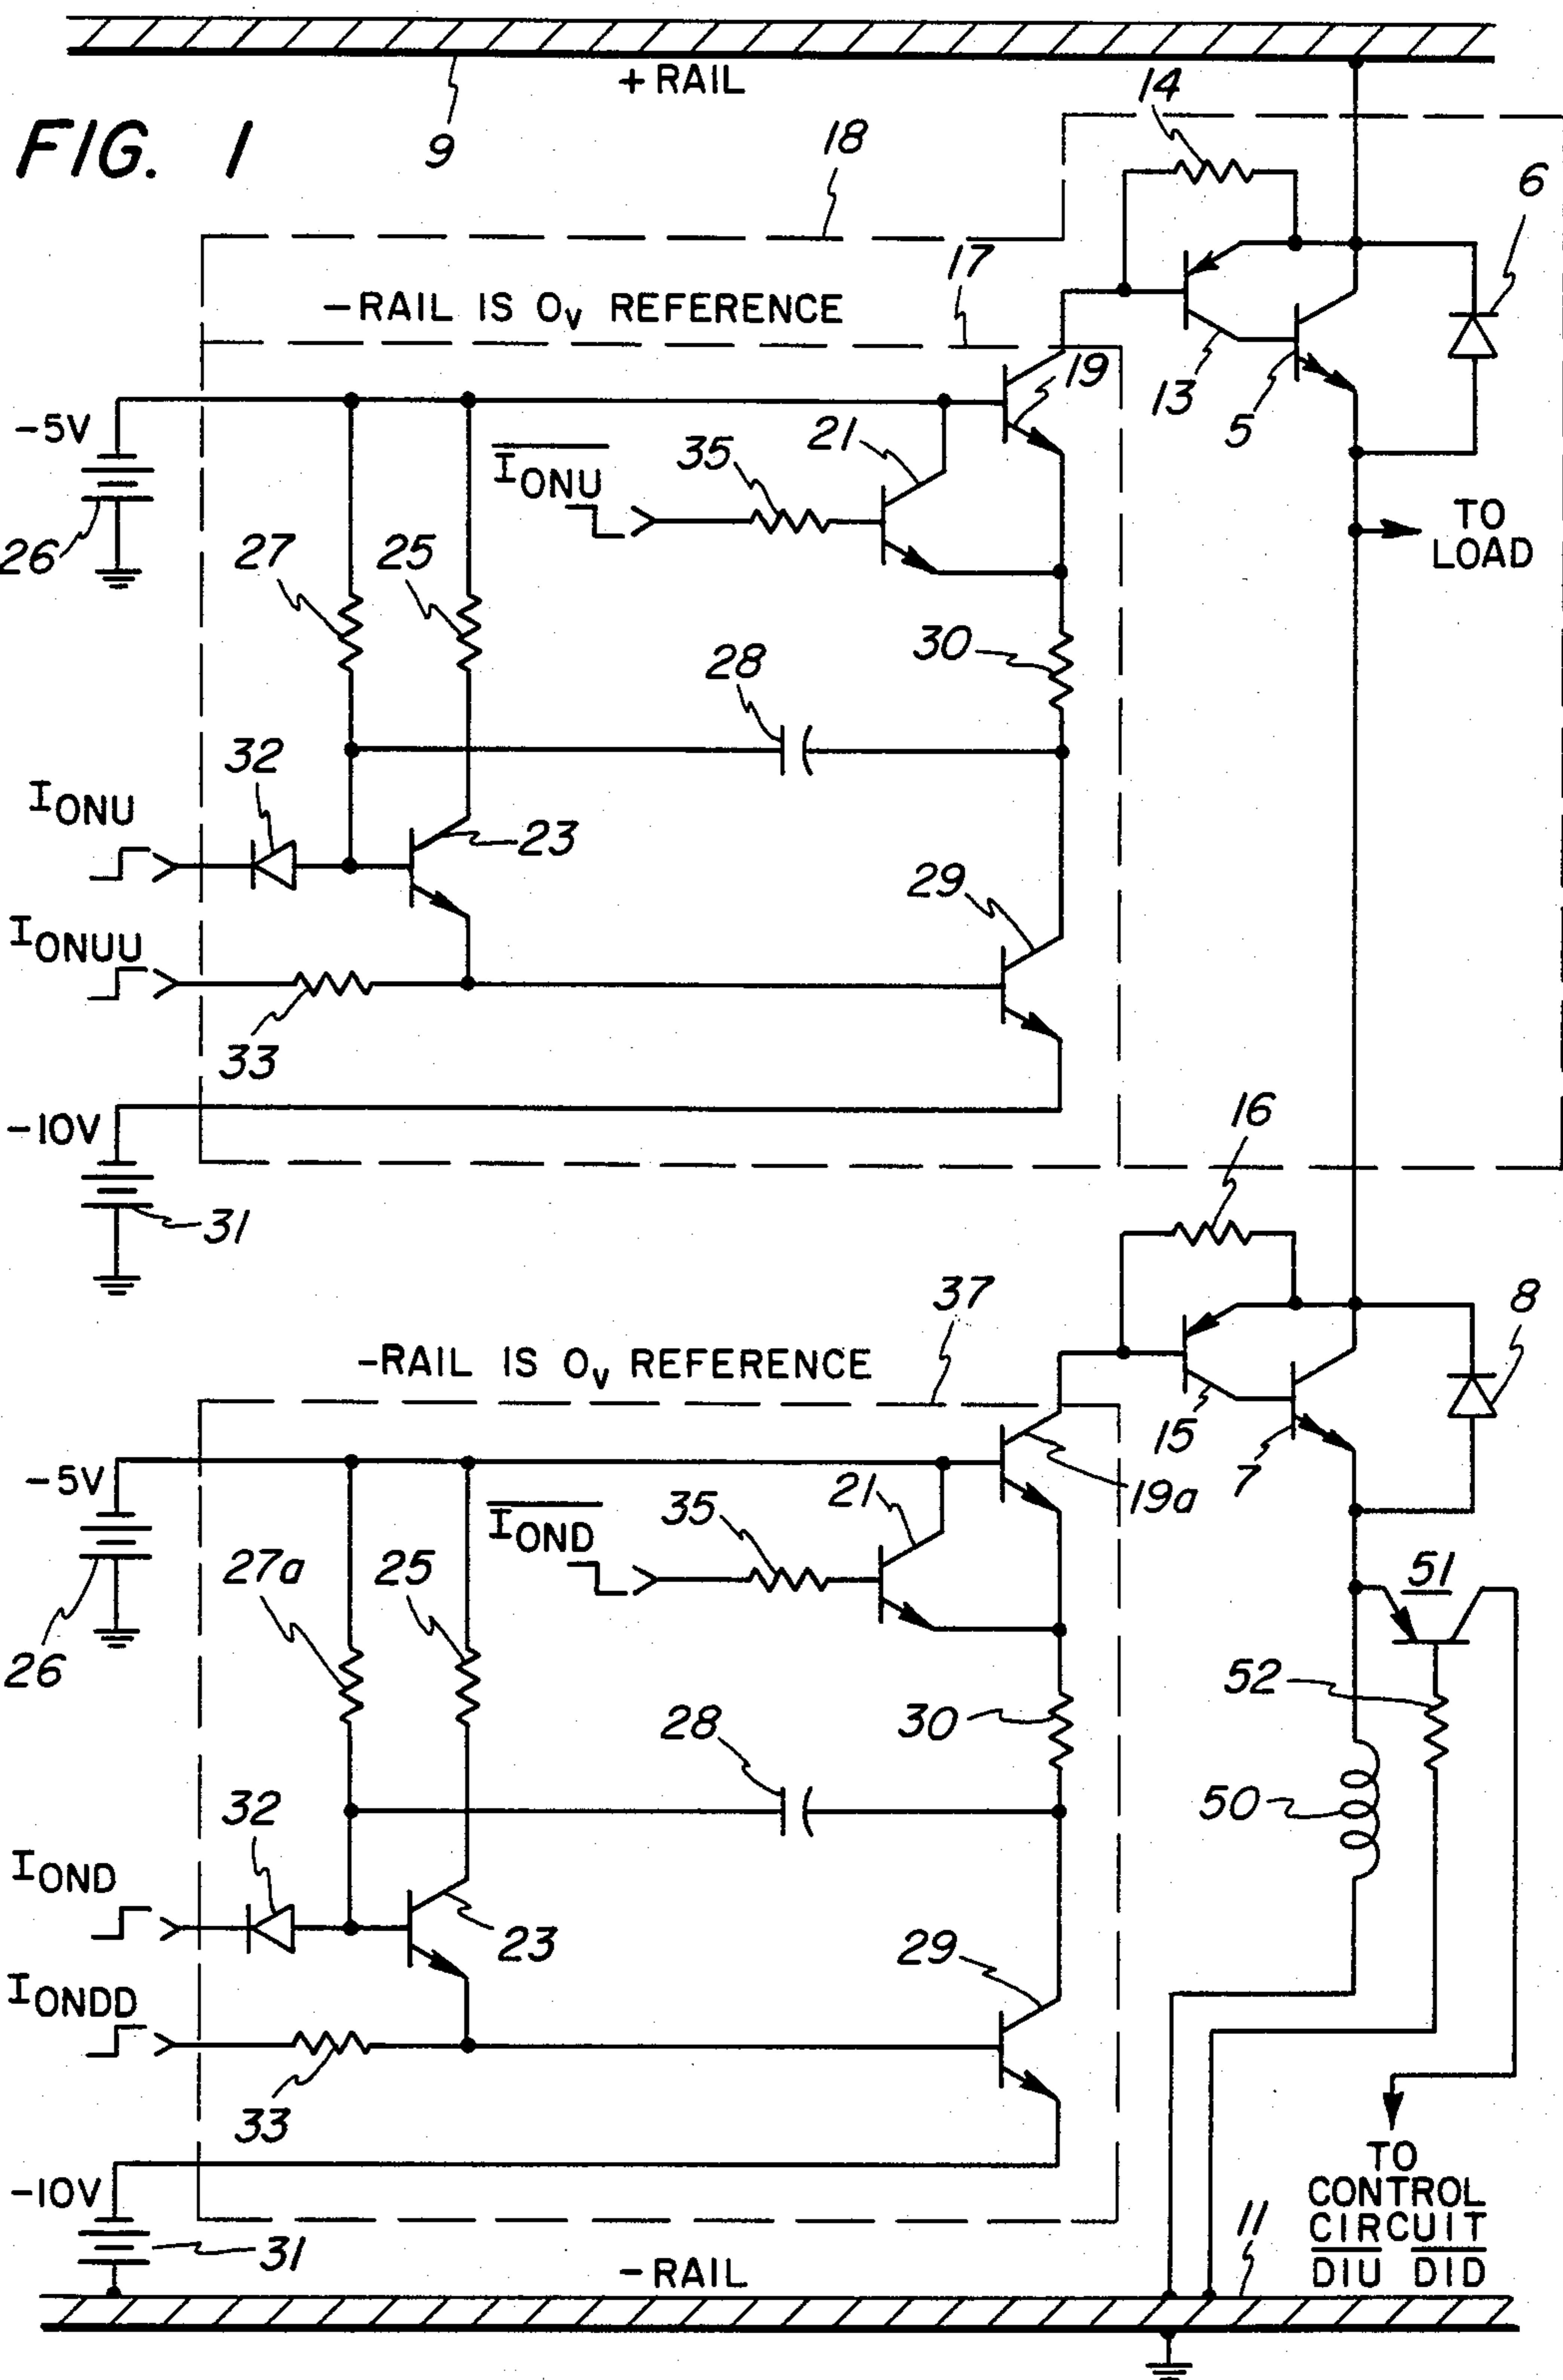 + RAIL
14
FIG. 1
9
18
6
17
-RAIL IS 0v REFERENCE
19
13
5
-5V
21
IONU
35
TO
LOAD
26
27
25
30
28
32
IONU
23
29
IONUU
33
-10V
16
31
37
8
-RAIL IS 0v REFERENCE
15
7
19a
-5V
21
IOND
35
51
27a
25
26
52
30
28
50
32
IOND
23
29
IONDD
33
TO
CONTROL
CIRCUIT
DIU DID
-10V
11
31
-RAIL